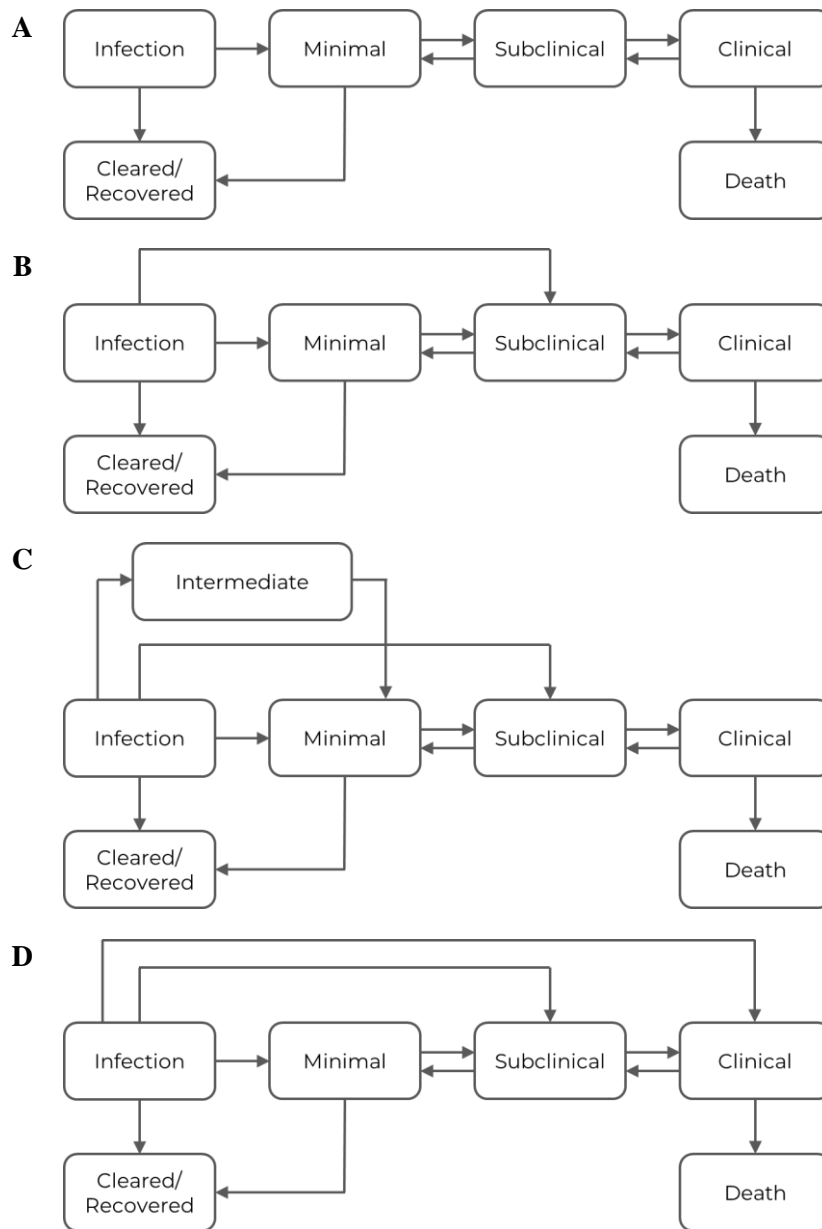 A
Infection
Minimal
Subclinical
Clinical
Cleared/
Recovered
Death
B
Infection
Minimal
Subclinical
Clinical
Cleared/
Recovered
Death
C
Intermediate
Infection
Minimal
Subclinical
Clinical
Cleared/
Recovered
Death
D
Infection
Minimal
Subclinical
Clinical
Cleared/
Recovered
Death